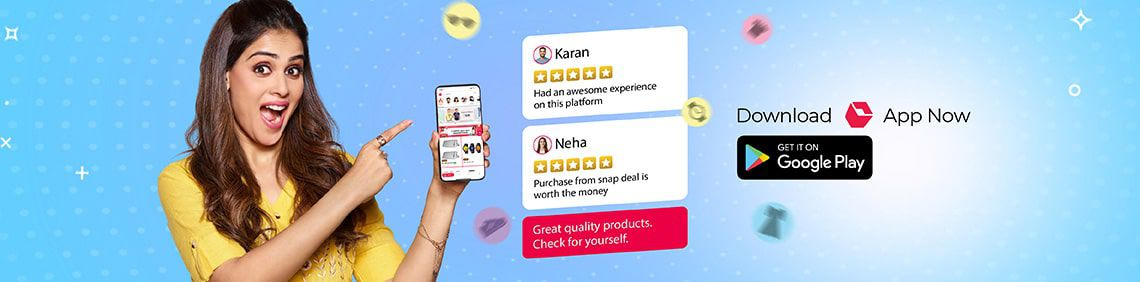 Karan
Had an awesome experience
on this platform
Neha
Purchase from snap deal is
worth the money
Great quality products.
Check for yourself.
Download App Now
GET IT ON
Google Play